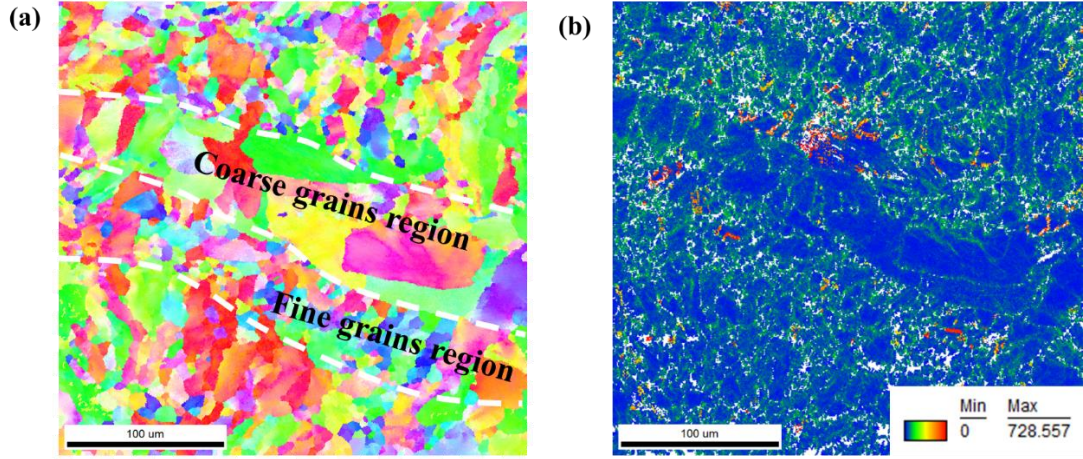 (a)
Coarse grains region
Fine grains region
100 um
(b)
100 um
Min Max
0 728.557